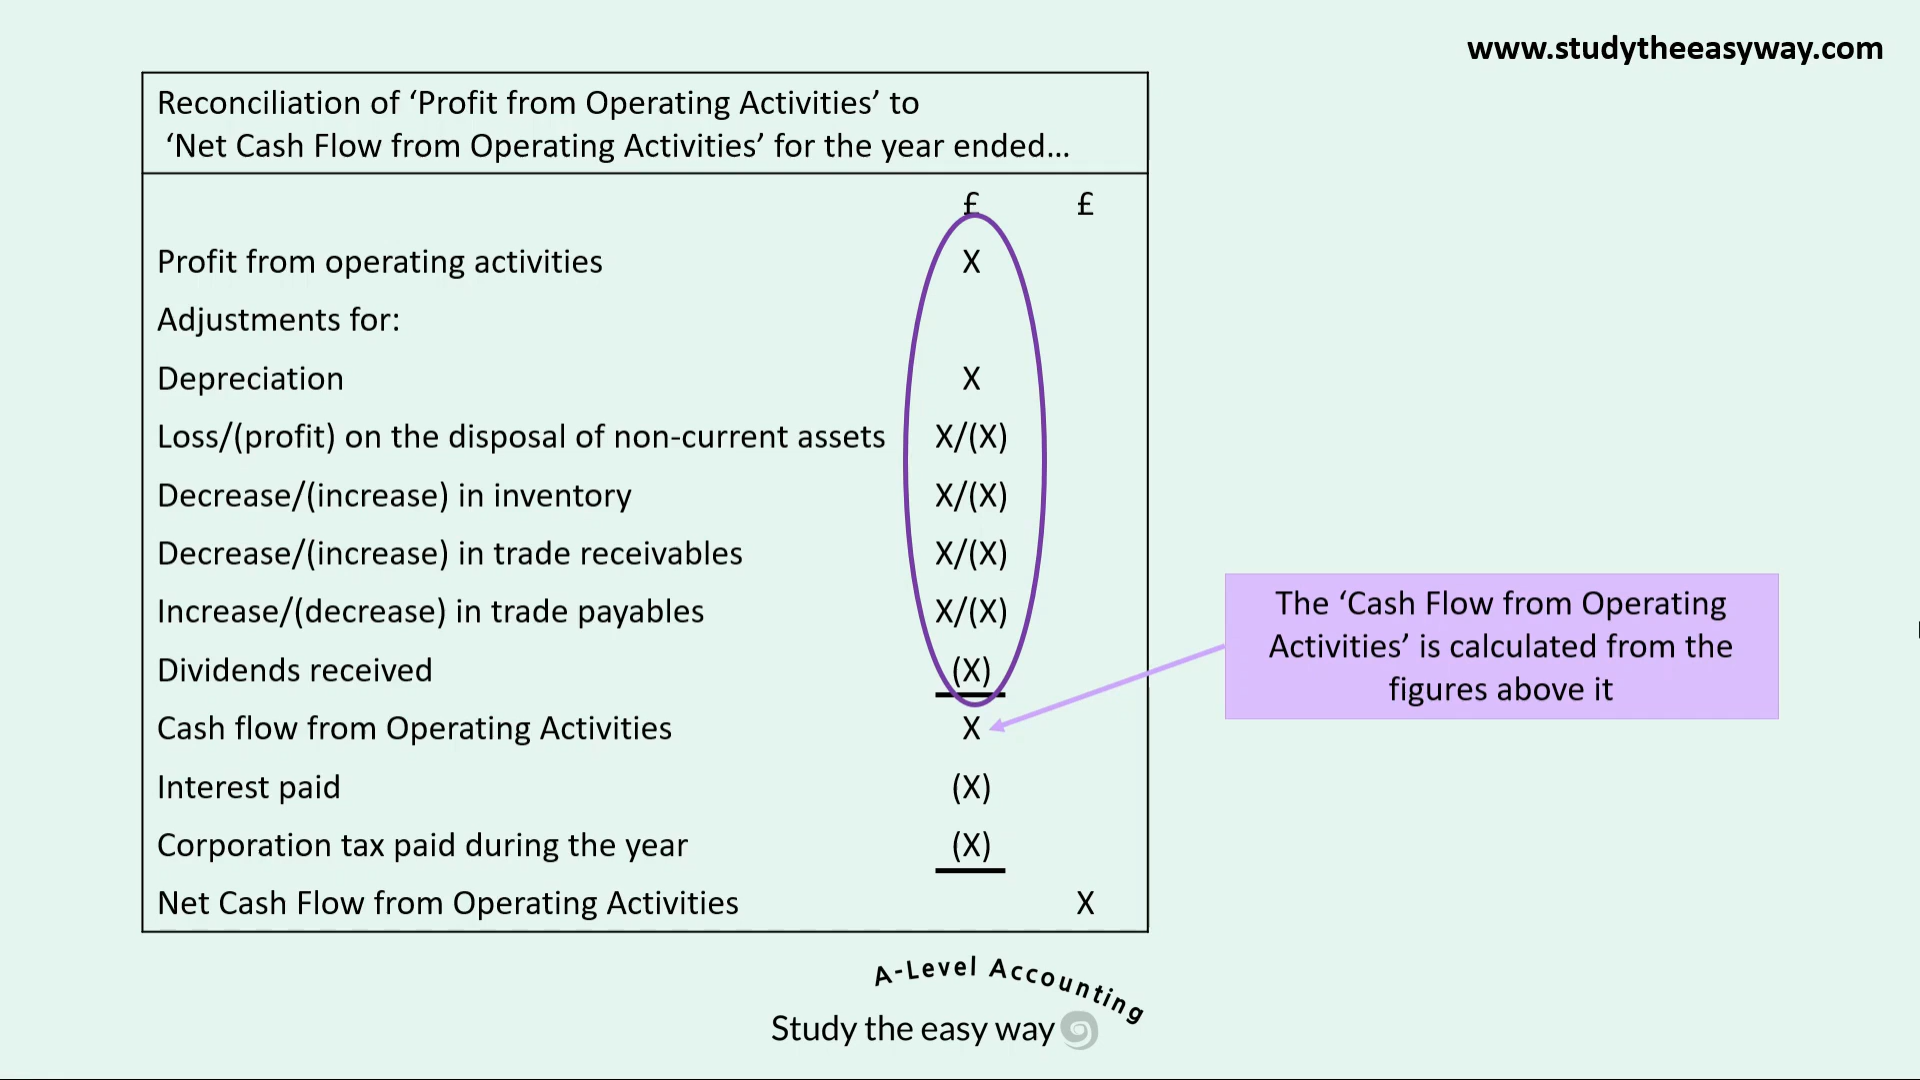 www.studytheeasyway.com
Reconciliation of ‘Profit from Operating Activities’ to
‘Net Cash Flow from Operating Activities’ for the year ended...
£ £
Profit from operating activities X
Adjustments for:
Depreciation X
Loss/(profit) on the disposal of non-current assets X/(X)
Decrease/(increase) in inventory X/(X)
Decrease/(increase) in trade receivables X/(X)
Increase/(decrease) in trade payables X/(X)
Dividends received (X)
Cash flow from Operating Activities X
Interest paid (X)
Corporation tax paid during the year (X)
Net Cash Flow from Operating Activities X
The ‘Cash Flow from Operating
Activities’ is calculated from the
figures above it
A-Level Accounting
Study the easy way